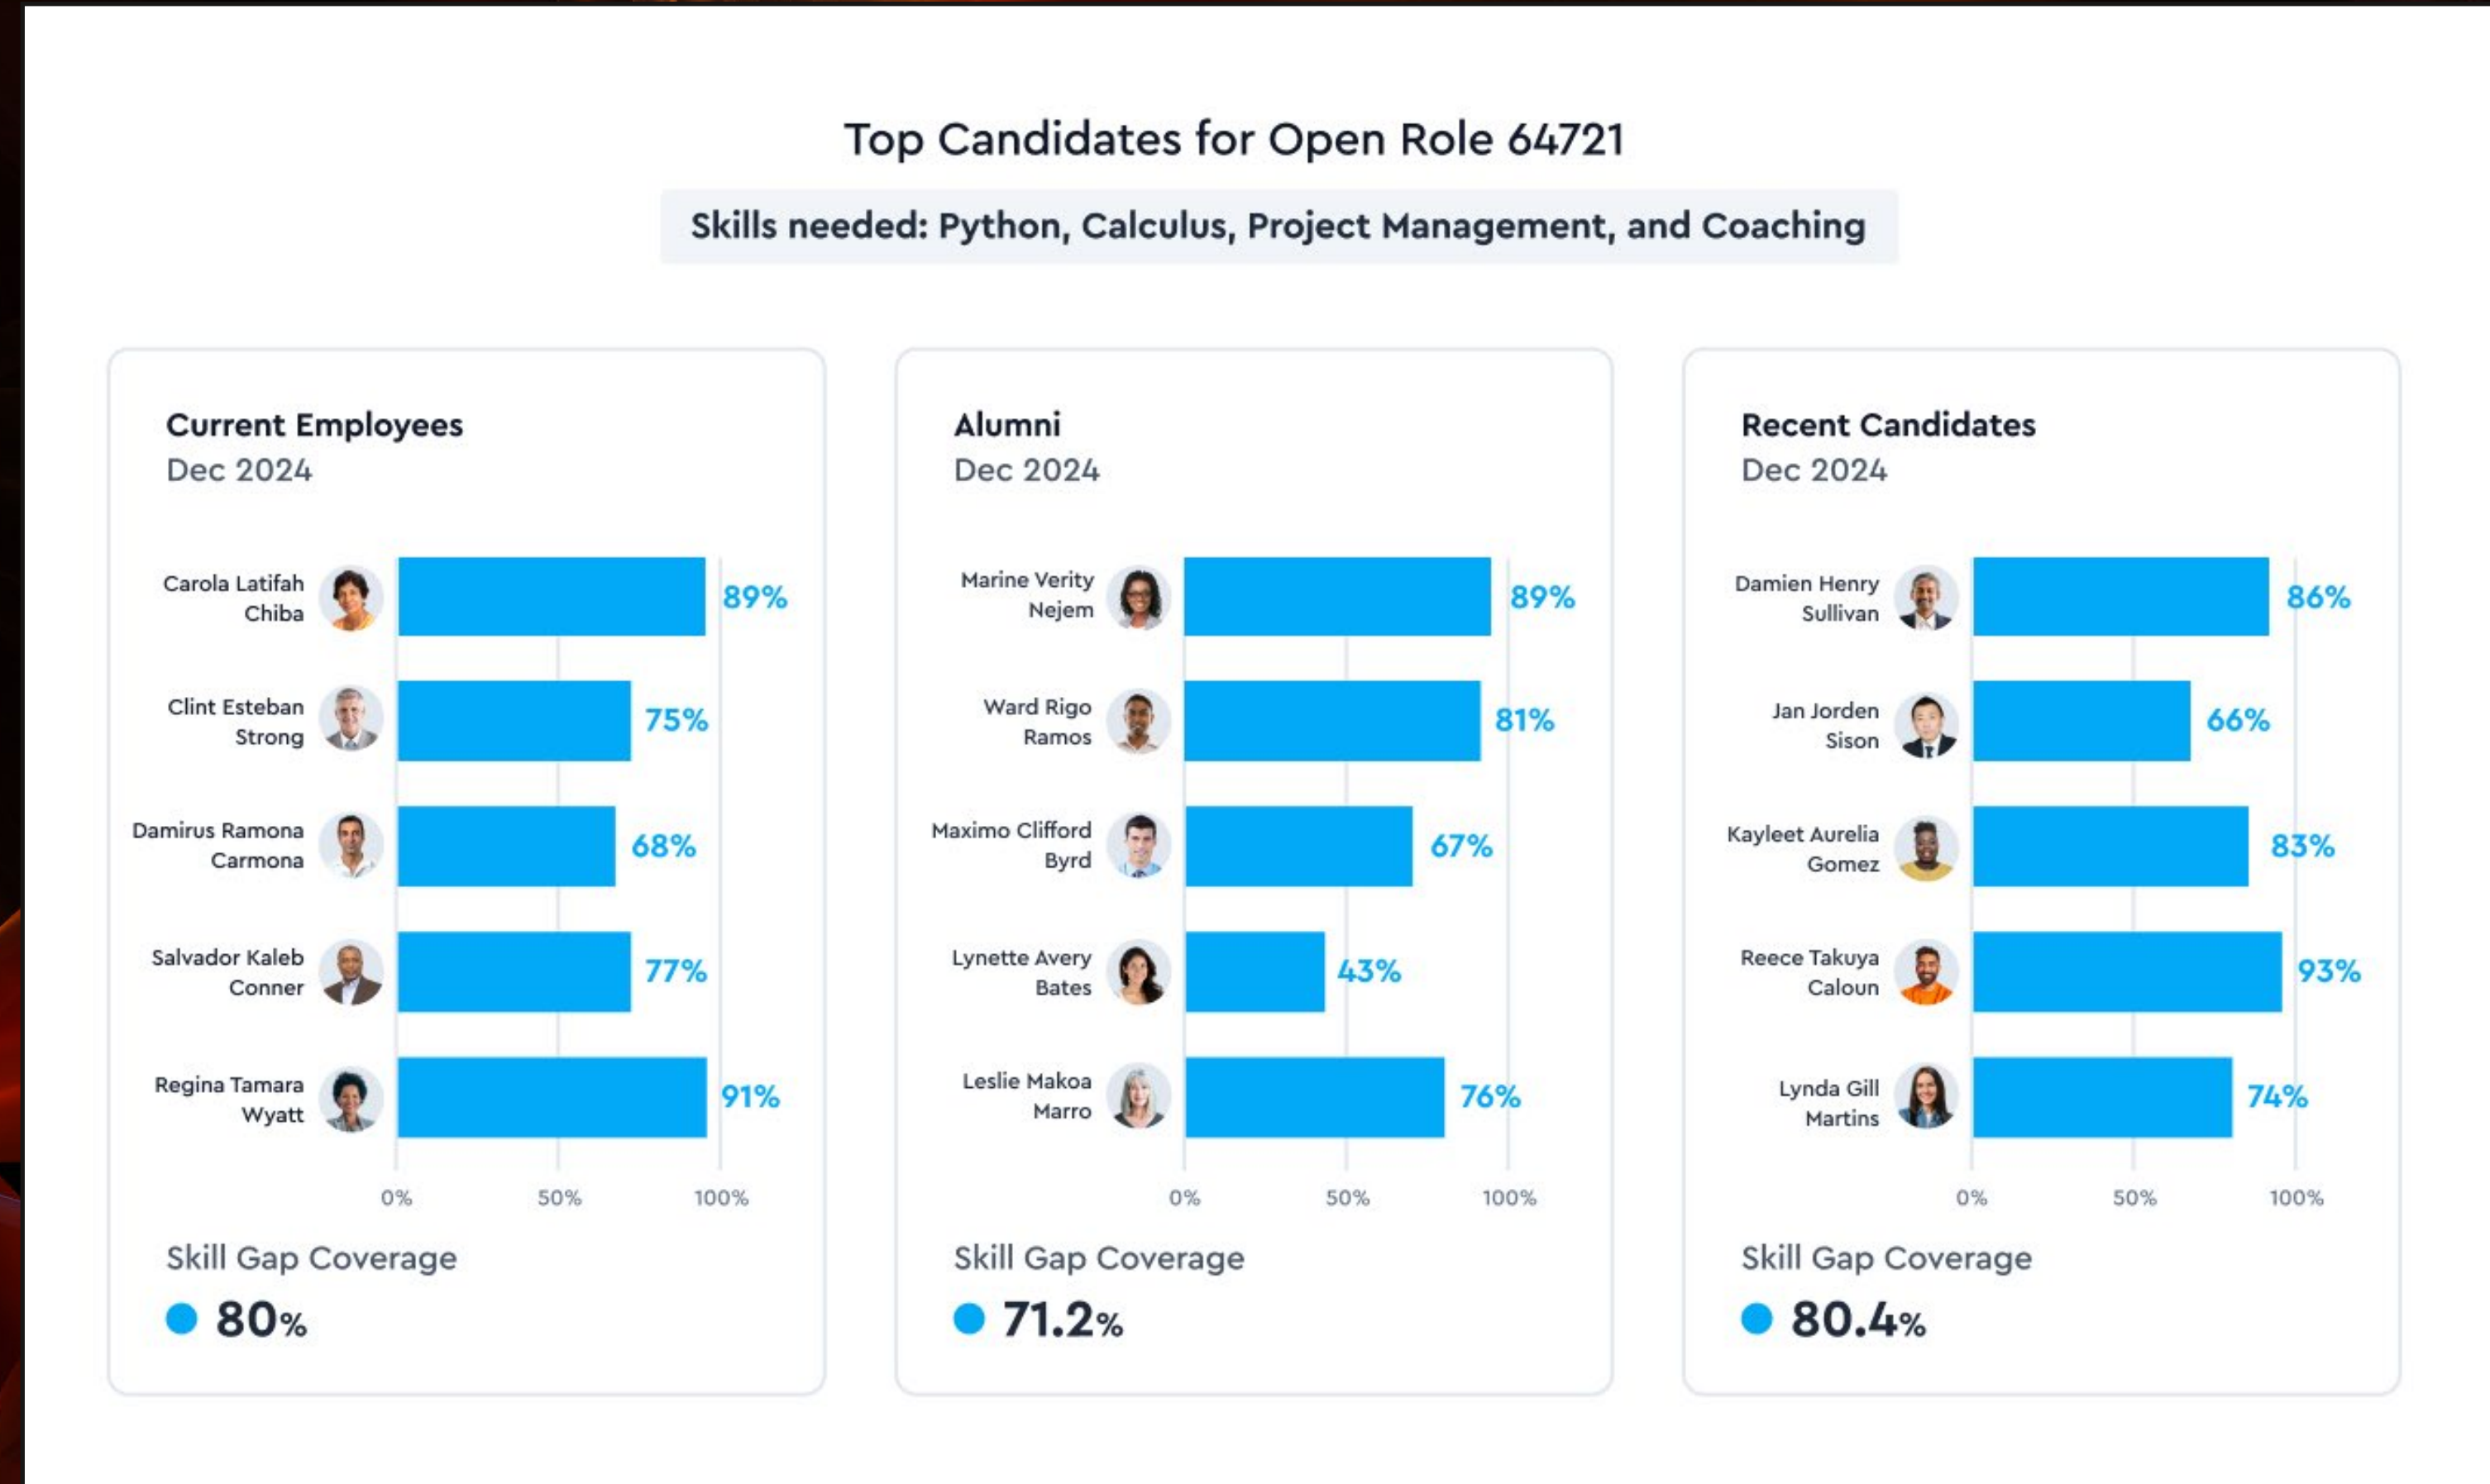 Top Candidates for Open Role 64721
Skills needed: Python, Calculus, Project Management, and Coaching
Current Employees
Dec 2024
Carola Latifah
Chiba
89%
Clint Esteban
Strong
75%
Damirus Ramona
Carmona
68%
Salvador Kaleb
Conner
77%
Regina Tamara
Wyatt
91%
0% 50% 100%
Skill Gap Coverage
80%
Alumni
Dec 2024
Marine Verity
Nejem
89%
Ward Rigo
Ramos
81%
Maximo Clifford
Byrd
67%
Lynette Avery
Bates
43%
Leslie Makoa
Marro
76%
0% 50% 100%
Skill Gap Coverage
71.2%
Recent Candidates
Dec 2024
Damien Henry
Sullivan
86%
Jan Jorden
Sison
66%
Kayleet Aurelia
Gomez
83%
Reece Takuya
Caloun
93%
Lynda Gill
Martins
74%
0% 50% 100%
Skill Gap Coverage
80.4%